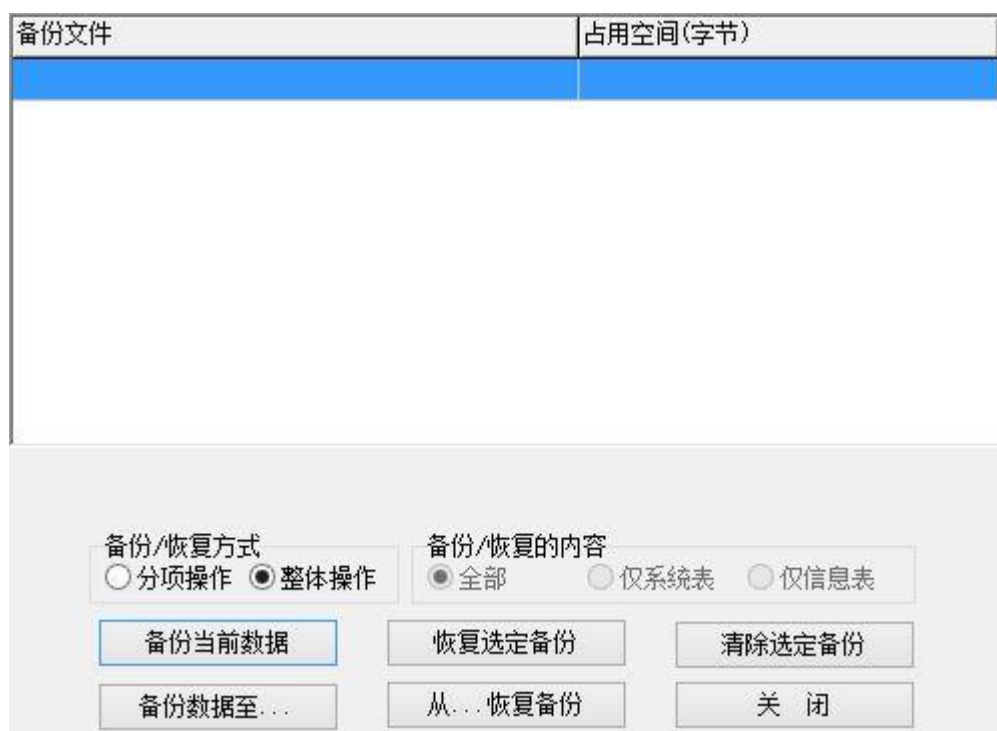 备份文件 占用空间(字节)
备份/恢复方式 备份/恢复的内容
分项操作 整体操作 全部 仅系统表 仅信息表
备份当前数据 恢复选定备份 清除选定备份
备份数据至... 从...恢复备份 关 闭